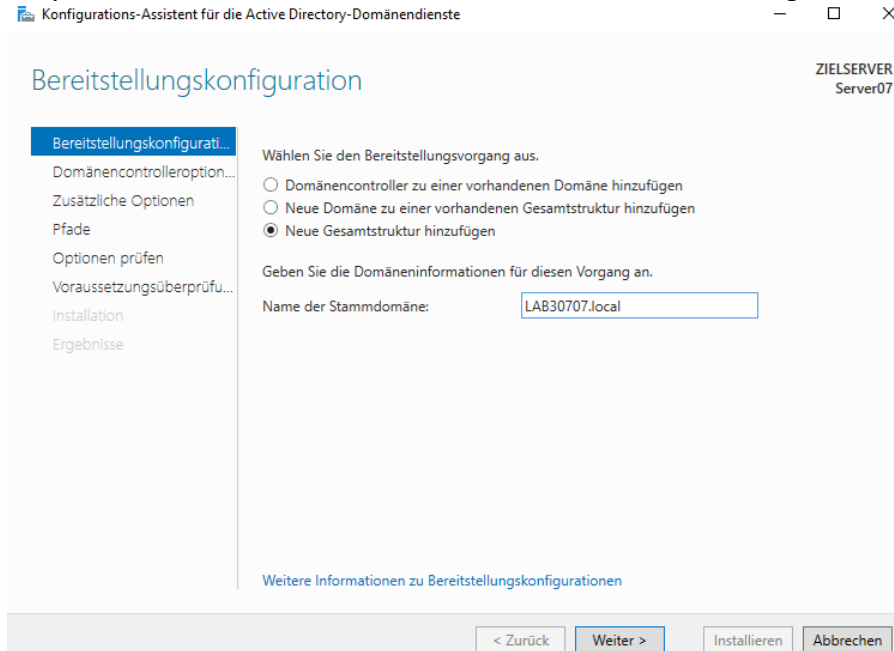 Konfigurations-Assistent für die Active Directory-Domänendienste
Bereitstellungskonfiguration
ZIELSERVER
Server07
Bereitstellungskonfigurati...
Domänencontrolleroption...
Zusätzliche Optionen
Pfade
Optionen prüfen
Voraussetzungsüberprüfu...
Installation
Ergebnisse
Wählen Sie den Bereitstellungsvorgang aus.
Domänencontroller zu einer vorhandenen Domäne hinzufügen
Neue Domäne zu einer vorhandenen Gesamtstruktur hinzufügen
Neue Gesamtstruktur hinzufügen
Geben Sie die Domäneninformationen für diesen Vorgang an.
Name der Stammdomäne: LAB30707.local
Weitere Informationen zu Bereitstellungskonfigurationen
< Zurück Weiter > Installieren Abbrechen